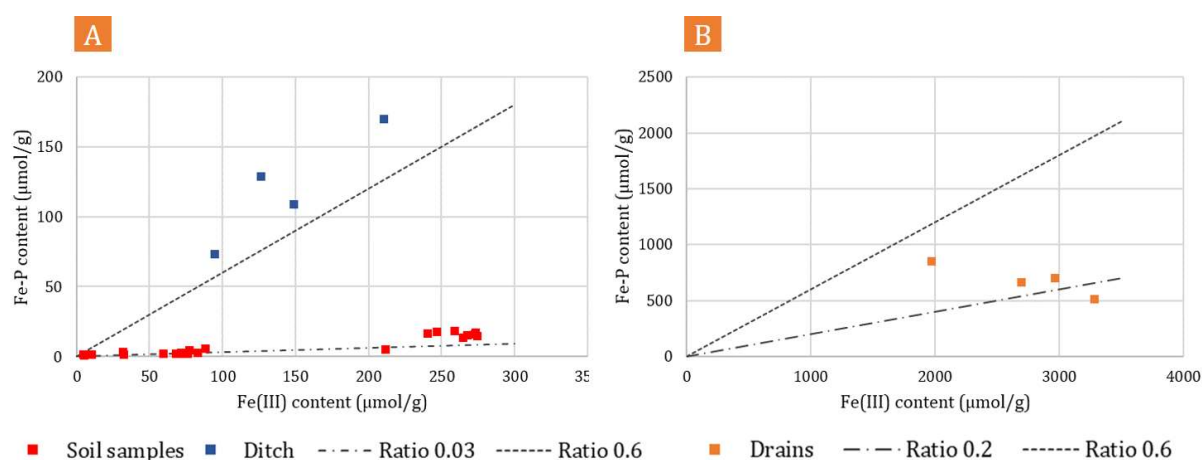 A
B
Fe-P content (µmol/g)
200
150
100
50
0
0 50 100 150 200 250 300 35
Fe(III) content (µmol/g)
Fe-P content (µmol/g)
2500
2000
1500
1000
500
0
0 1000 2000 3000 4000
Fe(III) content (µmol/g)
Soil samples Ditch Ratio 0.03 Ratio 0.6
Drains Ratio 0.2 Ratio 0.6